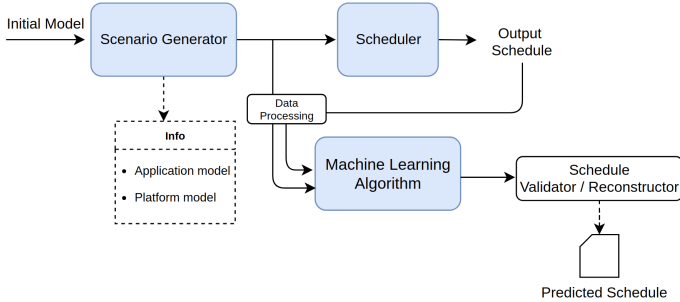 Initial Model
Scenario Generator
Scheduler
Output
Schedule
Data
Processing
Info
Application model
Platform model
Machine Learning
Algorithm
Schedule
Validator / Reconstructor
Predicted Schedule